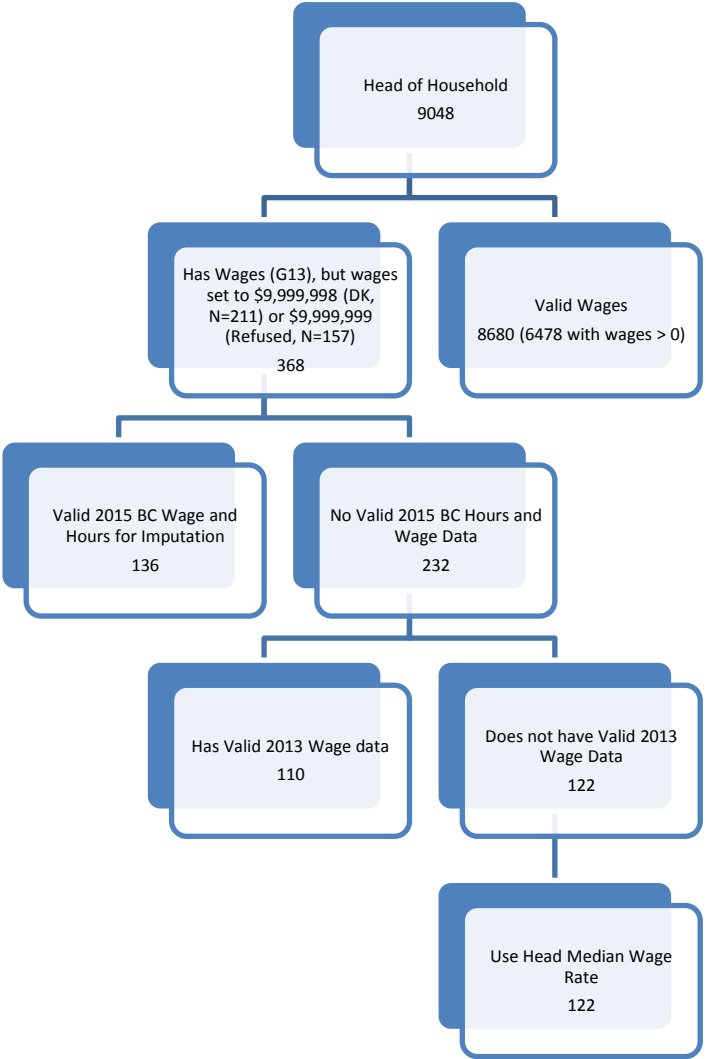 Head of Household
9048
Has Wages (G13), but wages
set to $9,999,998 (DK,
N=211) or $9,999,999
(Refused, N=157)
368
Valid Wages
8680 (6478 with wages > 0)
Valid 2015 BC Wage and
Hours for Imputation
136
No Valid 2015 BC Hours and
Wage Data
232
Has Valid 2013 Wage data
110
Does not have Valid 2013
Wage Data
122
Use Head Median Wage
Rate
122